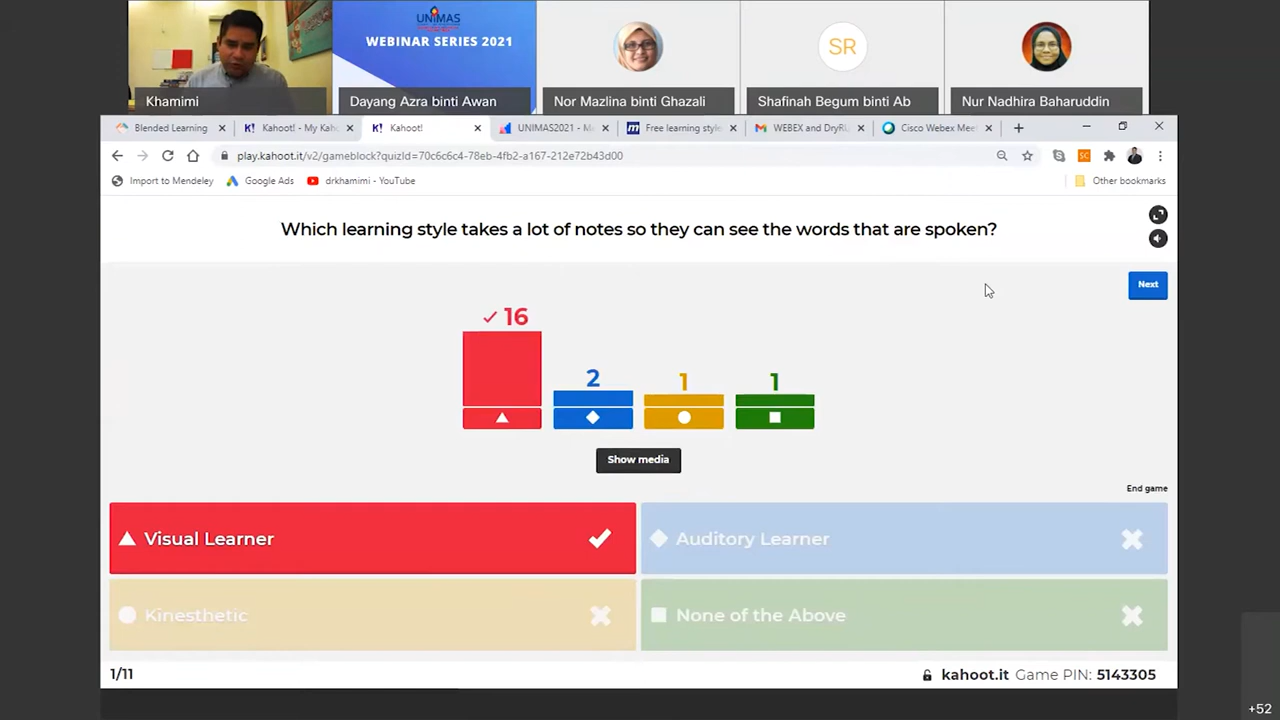 UNIMAS
WEBINAR SERIES 2021
SR
Khamimi
Dayang Azra binti Awan
Nor Mazlina binti Ghazali
Shafinah Begum binti Ab
Nur Nadhira Baharuddin
Blended Learning
Kahoot! - My Kaho
Kahoot!
UNIMAS2021 - Me
Free learning style
WEBEX and DryRU
Cisco Webex Meet
play.kahoot.it/v2/gameblock?quizId=70c6c6c4-78eb-4fb2-a167-212e72b43d00
SC
Import to Mendeley
Google Ads
drkhamimi - YouTube
Other bookmarks
Which learning style takes a lot of notes so they can see the words that are spoken?
Next
16
2
1
1
Show media
End game
Visual Learner
Auditory Learner
Kinesthetic
None of the Above
1/11
kahoot.it Game PIN: 5143305
+52